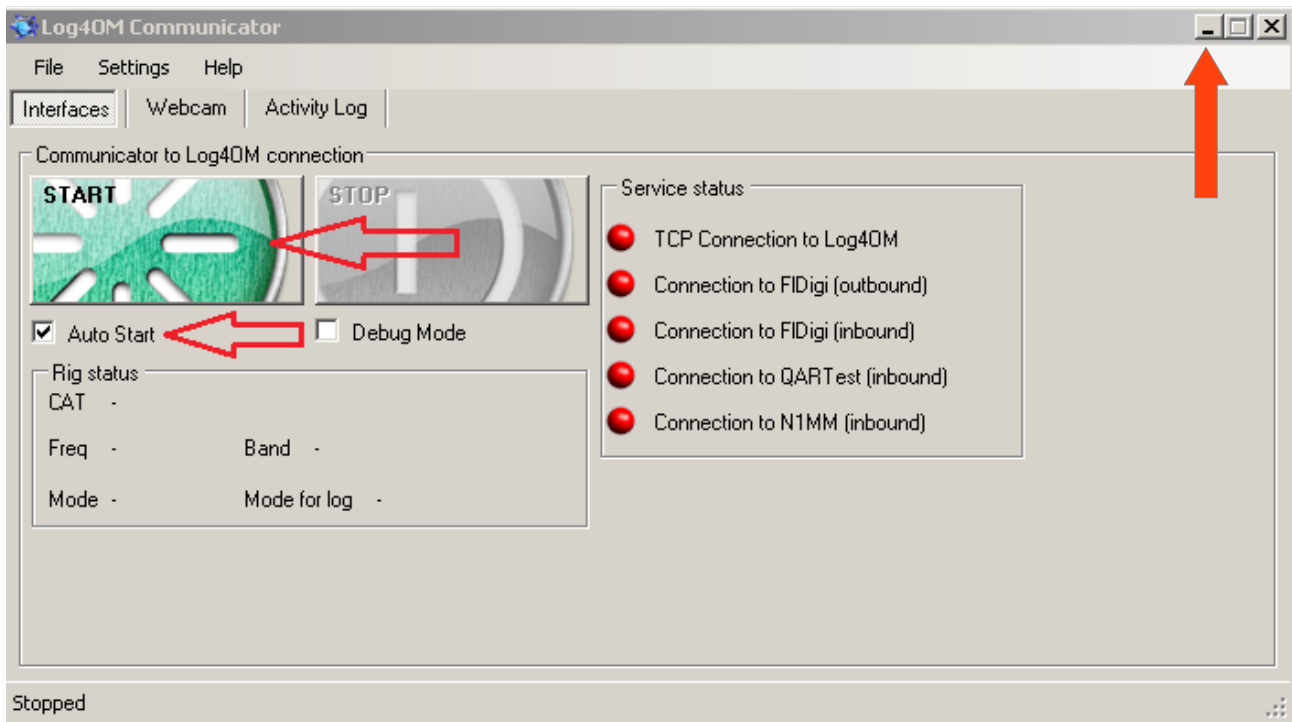 Log4OM Communicator
File Settings Help
Interfaces Webcam Activity Log
Communicator to Log4OM connection
START
STOP
Auto Start
Debug Mode
Rig status
CAT -
Freq - Band -
Mode - Mode for log -
Service status
TCP Connection to Log4OM
Connection to FlDigi (outbound)
Connection to FlDigi (inbound)
Connection to QARTest (inbound)
Connection to N1MM (inbound)
Stopped